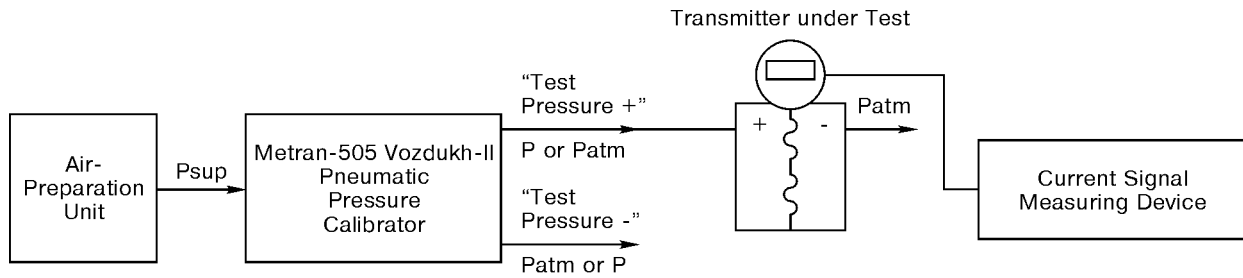 Transmitter under Test
Air-
Preparation
Unit
Psup
Metran-505 Vozdukh-II
Pneumatic
Pressure
Calibrator
“Test
Pressure +”
P or Patm
“Test
Pressure -”
Patm or P
+ -
Patm
Current Signal
Measuring Device